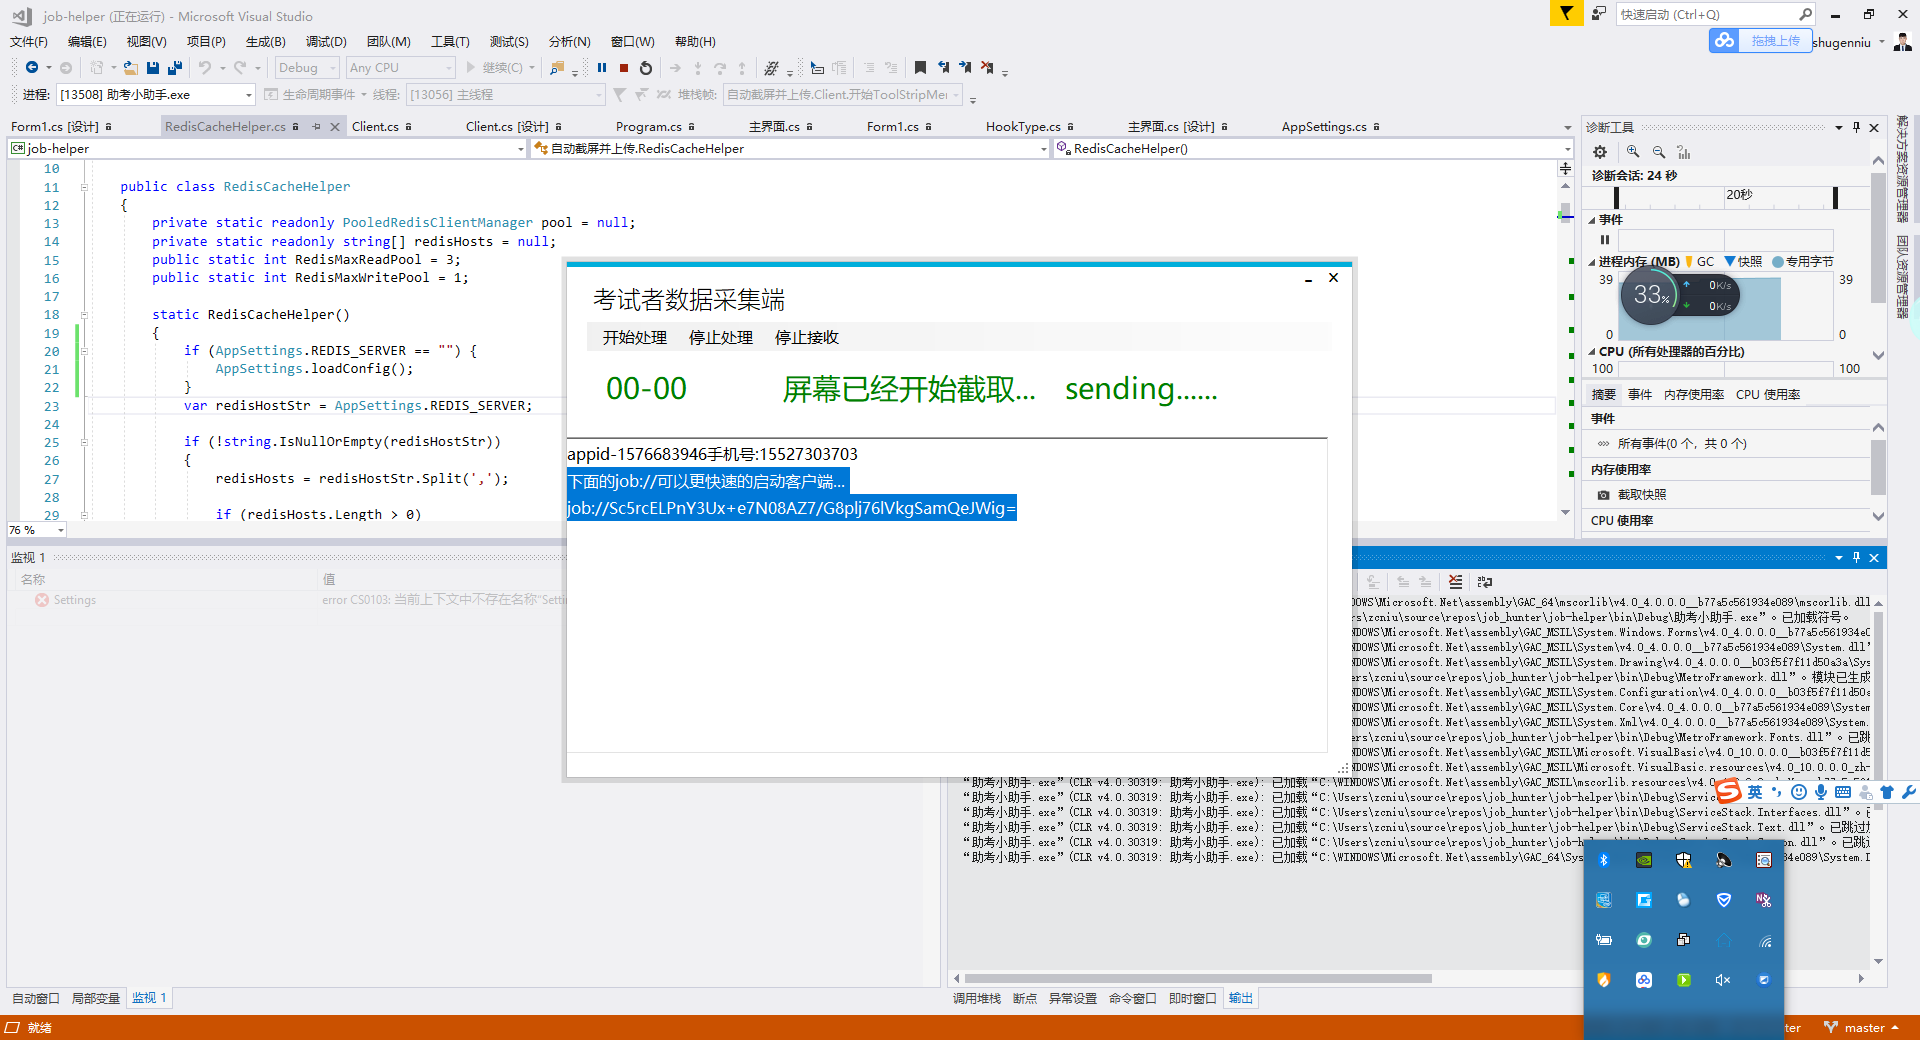 job-helper (正在运行) - Microsoft Visual Studio
快速启动 (Ctrl+Q)
文件(F) 编辑(E) 视图(V) 项目(P) 生成(B) 调试(D) 团队(M) 工具(T) 测试(S) 分析(N) 窗口(W) 帮助(H)
拖拽上传 shugenniu
Debug Any CPU 继续(C)
进程: [13508] 助考小助手.exe 生命周期事件 线程: [13056] 主线程 堆栈帧: 自动截屏并上传.Client.开始ToolStripMe
Form1.cs [设计] RedisCacheHelper.cs Client.cs Client.cs [设计] Program.cs 主界面.cs Form1.cs HookType.cs 主界面.cs [设计] AppSettings.cs
job-helper 自动截屏并上传.RedisCacheHelper RedisCacheHelper()
10
11 public class RedisCacheHelper
12 {
13 private static readonly PooledRedisClientManager pool = null;
14 private static readonly string[] redisHosts = null;
15 public static int RedisMaxReadPool = 3;
16 public static int RedisMaxWritePool = 1;
17
18 static RedisCacheHelper()
19 {
20 if (AppSettings.REDIS_SERVER == "") {
21 AppSettings.loadConfig();
22 }
23 var redisHostStr = AppSettings.REDIS_SERVER;
24
25 if (!string.IsNullOrEmpty(redisHostStr))
26 {
27 redisHosts = redisHostStr.Split(',');
28
29 if (redisHosts.Length > 0)
76 %
考试者数据采集端
开始处理 停止处理 停止接收
00-00 屏幕已经开始截取... sending......
appid-1576683946手机号:15527303703
下面的job://可以更快速的启动客户端...
job://Sc5rcELPnY3Ux+e7N08AZ7/G8plj76lVkgSamQeJWig=
诊断工具
诊断会话: 24 秒
20秒
事件
进程内存 (MB) GC 快照 专用字节
39 39
33% 0K/s
0K/s
0 0
CPU (所有处理器的百分比)
100 100
摘要 事件 内存使用率 CPU 使用率
事件
所有事件(0 个，共 0 个)
内存使用率
截取快照
CPU 使用率
解决方案资源管理器
团队资源管理器
监视 1
名称 值
Settings error CS0103: 当前上下文中不存在名称"Setti
DOWS\Microsoft.Net\assembly\GAC_64\mscorlib\v4.0_4.0.0.0__b77a5c561934e089\mscorlib.dll
rs\zcniu\source\repos\job_hunter\job-helper\bin\Debug\助考小助手.exe”。已加载符号。
NDOWS\Microsoft.Net\assembly\GAC_MSIL\System.Windows.Forms\v4.0_4.0.0.0__b77a5c561934e0
NDOWS\Microsoft.Net\assembly\GAC_MSIL\System\v4.0_4.0.0.0__b77a5c561934e089\System.dll”
NDOWS\Microsoft.Net\assembly\GAC_MSIL\System.Drawing\v4.0_4.0.0.0__b03f5f7f11d50a3a\Sys
ers\zcniu\source\repos\job_hunter\job-helper\bin\Debug\MetroFramework.dll”。模块已生成
NDOWS\Microsoft.Net\assembly\GAC_MSIL\System.Configuration\v4.0_4.0.0.0__b03f5f7f11d50a
NDOWS\Microsoft.Net\assembly\GAC_MSIL\System.Core\v4.0_4.0.0.0__b77a5c561934e089\System
NDOWS\Microsoft.Net\assembly\GAC_MSIL\System.Xml\v4.0_4.0.0.0__b77a5c561934e089\System.
ers\zcniu\source\repos\job_hunter\job-helper\bin\Debug\MetroFramework.Fonts.dll”。已跳
NDOWS\Microsoft.Net\assembly\GAC_MSIL\Microsoft.VisualBasic\v4.0_10.0.0.0__b03f5f7f11d5
NDOWS\Microsoft.Net\assembly\GAC_MSIL\Microsoft.VisualBasic.resources\v4.0_10.0.0.0_zh-
“助考小助手.exe”(CLR v4.0.30319: 助考小助手.exe): 已加载“C:\WINDOWS\Microsoft.Net\assembly\GAC_MSIL\mscorlib.resources\v4.0
“助考小助手.exe”(CLR v4.0.30319: 助考小助手.exe): 已加载“C:\Users\zcniu\source\repos\job_hunter\job-helper\bin\Debug\Service
“助考小助手.exe”(CLR v4.0.30319: 助考小助手.exe): 已加载“C:\Users\zcniu\source\repos\job_hunter\job-helper\bin\Debug\ServiceStack.Interfaces.dll”。已
“助考小助手.exe”(CLR v4.0.30319: 助考小助手.exe): 已加载“C:\Users\zcniu\source\repos\job_hunter\job-helper\bin\Debug\ServiceStack.Text.dll”。已跳过
“助考小助手.exe”(CLR v4.0.30319: 助考小助手.exe): 已加载“C:\Users\zcniu\source\repos\job_hunter\job-helper\bin\Debug\ on.dll”。已跳
“助考小助手.exe”(CLR v4.0.30319: 助考小助手.exe): 已加载“C:\WINDOWS\Microsoft.Net\assembly\GAC_64\Sys 34e089\System.D
英
自动窗口 局部变量 监视 1
调用堆栈 断点 异常设置 命令窗口 即时窗口 输出
就绪 ter master